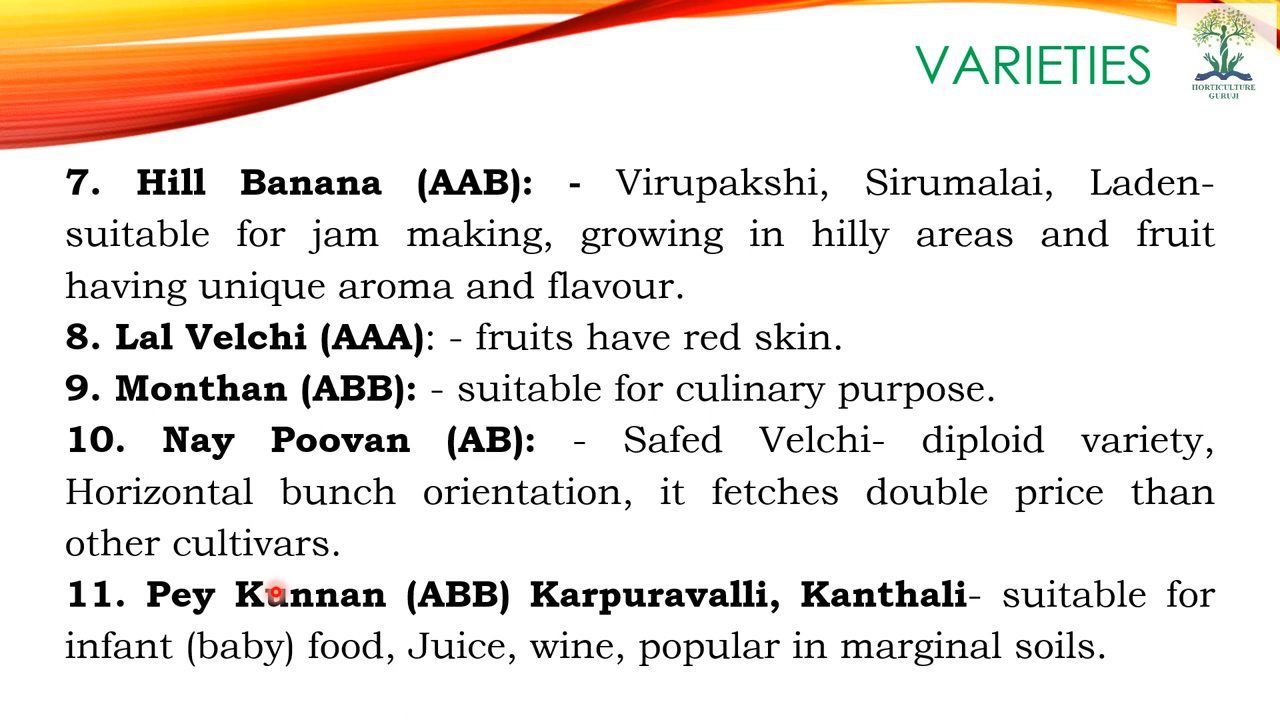 VARIETIES
HORTICULTURE
GURUJI
7. Hill Banana (AAB): - Virupakshi, Sirumalai, Laden-
suitable for jam making, growing in hilly areas and fruit
having unique aroma and flavour.
8. Lal Velchi (AAA): - fruits have red skin.
9. Monthan (ABB): - suitable for culinary purpose.
10. Nay Poovan (AB): - Safed Velchi- diploid variety,
Horizontal bunch orientation, it fetches double price than
other cultivars.
11. Pey Kunnan (ABB) Karpuravalli, Kanthali- suitable for
infant (baby) food, Juice, wine, popular in marginal soils.